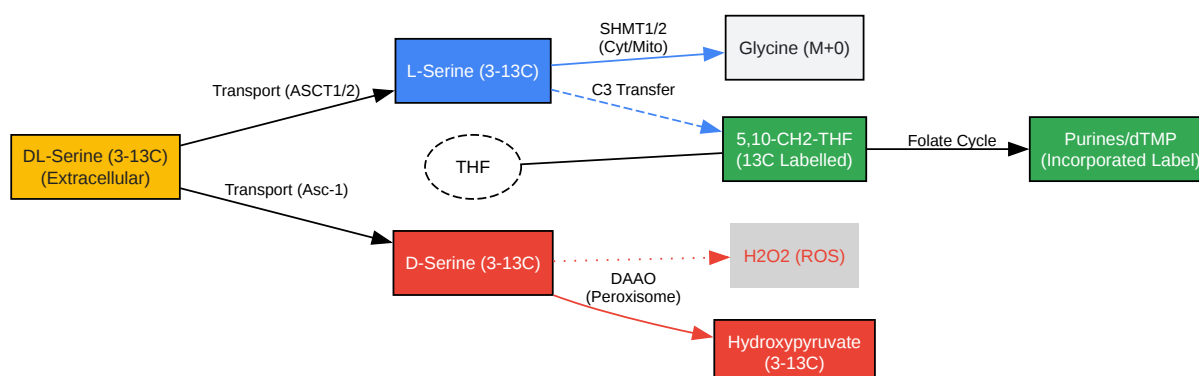 SHMT1/2
(Cyt/Mito)
Glycine (M+0)
L-Serine (3-13C)
Transport (ASCT1/2)
C3 Transfer
DL-Serine (3-13C)
(Extracellular)
THF
5,10-CH2-THF
(13C Labelled)
Folate Cycle
Purines/dTMP
(Incorporated Label)
Transport (Asc-1)
D-Serine (3-13C)
H2O2 (ROS)
DAAO
(Peroxisome)
Hydroxypyruvate
(3-13C)